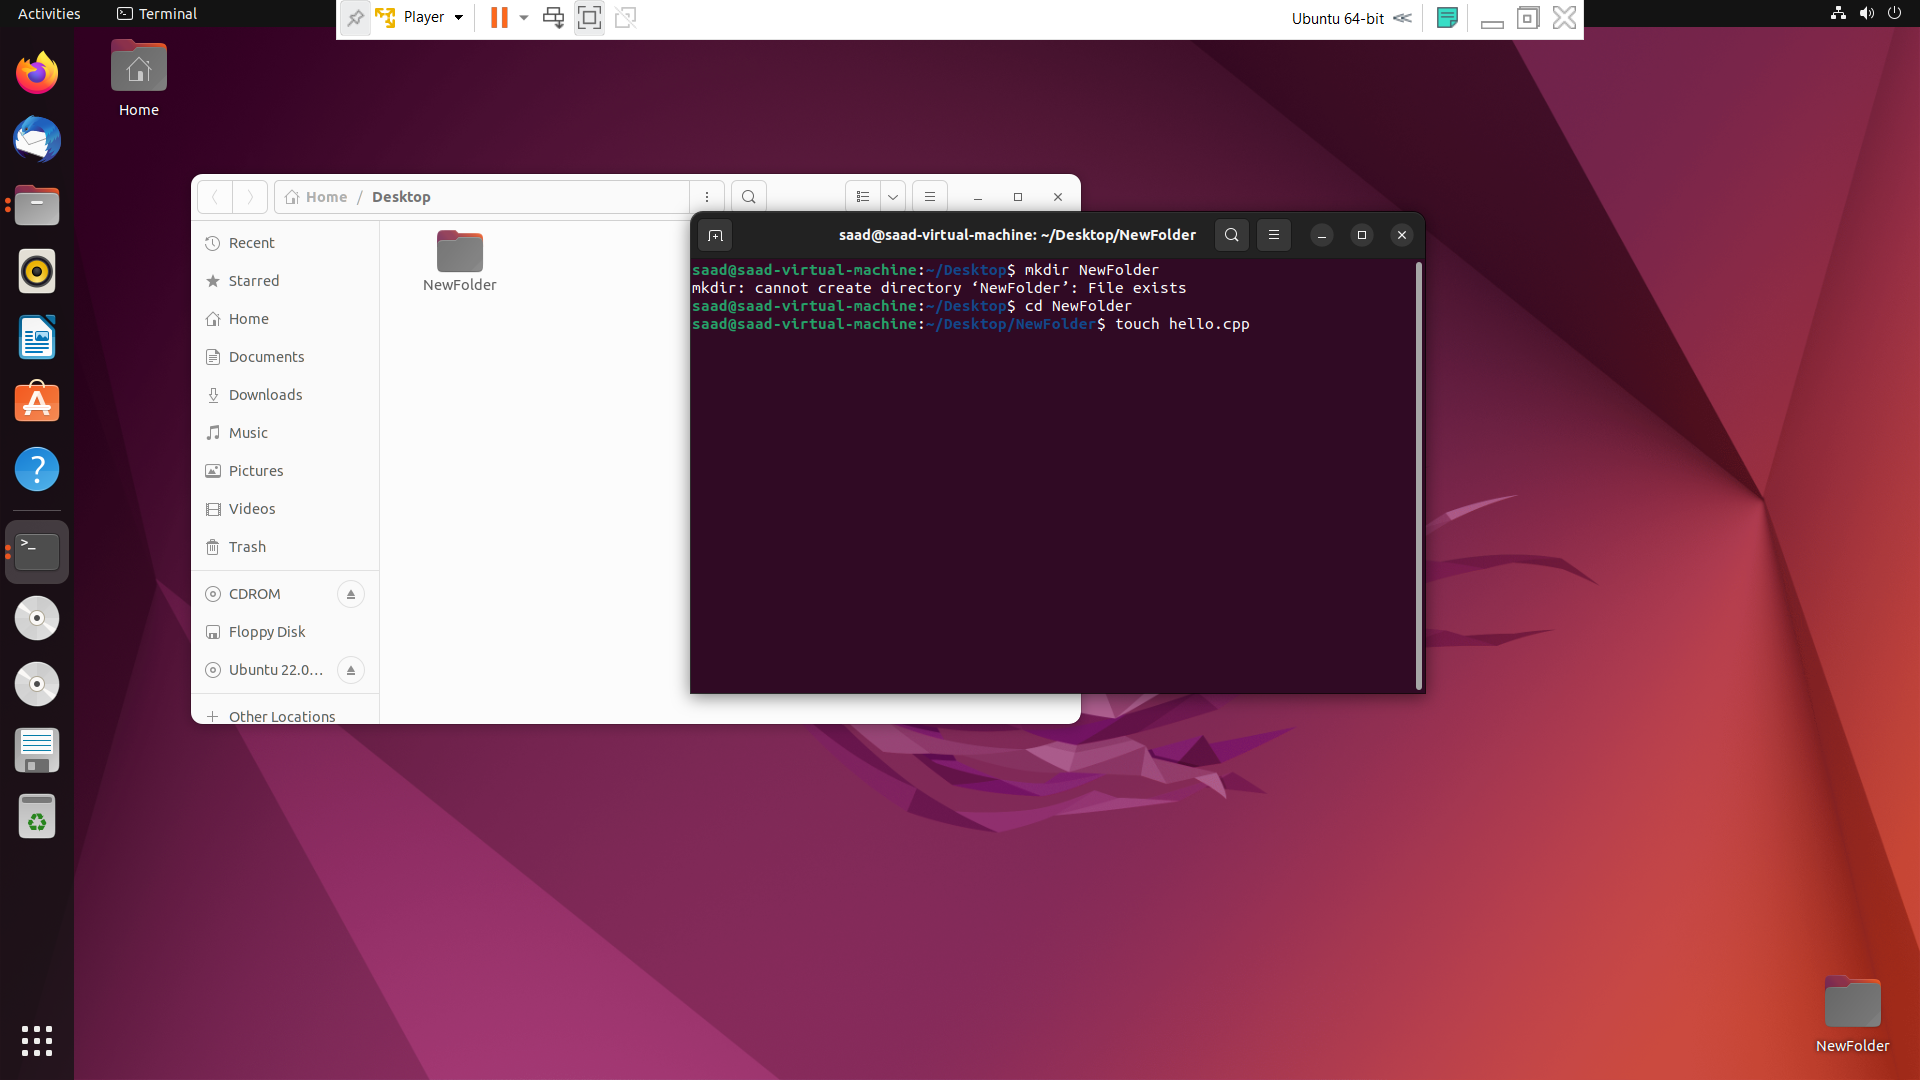 Activities Terminal
Player
Ubuntu 64-bit
Home
Home / Desktop
Recent
Starred
Home
Documents
Downloads
Music
Pictures
Videos
Trash
CDROM
Floppy Disk
Ubuntu 22.0...
Other Locations
NewFolder
saad@saad-virtual-machine: ~/Desktop/NewFolder
saad@saad-virtual-machine:~/Desktop$ mkdir NewFolder
mkdir: cannot create directory ‘NewFolder’: File exists
saad@saad-virtual-machine:~/Desktop$ cd NewFolder
saad@saad-virtual-machine:~/Desktop/NewFolder$ touch hello.cpp
NewFolder